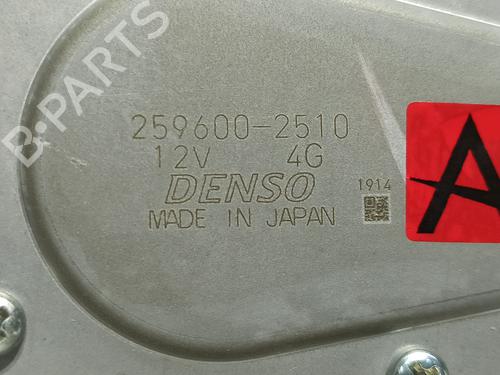 B-PARTS
259600-2510
12V 4G
DENSO
1914
MADE IN JAPAN
A